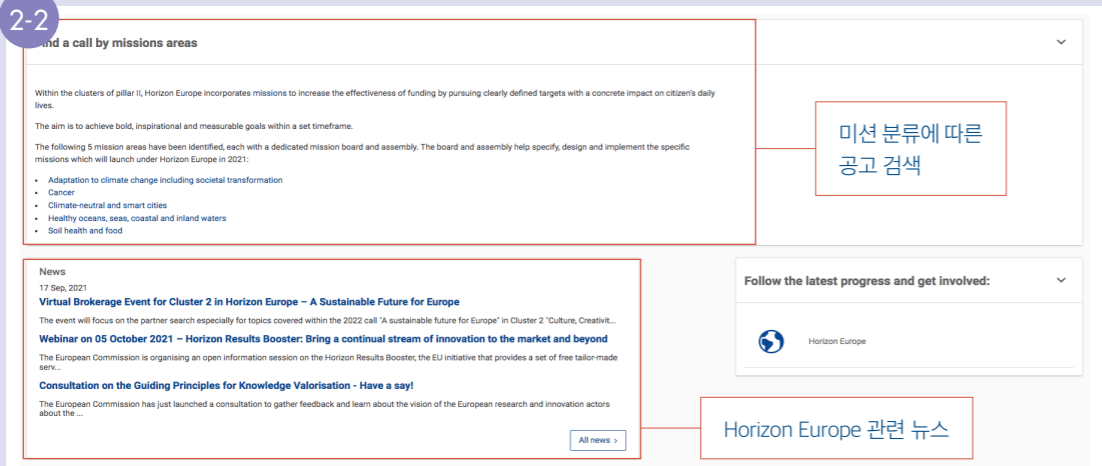 2-2
nd a call by missions areas
Within the clusters of pillar II, Horizon Europe incorporates missions to increase the effectiveness of funding by pursuing clearly defined targets with a concrete impact on citizen's daily
lives.
The aim is to achieve bold, inspirational and measurable goals within a set timeframe.
The following 5 mission areas have been identified, each with a dedicated mission board and assembly. The board and assembly help specify, design and implement the specific
missions which will launch under Horizon Europe in 2021:
• Adaptation to climate change including societal transformation
• Cancer
• Climate-neutral and smart cities
• Healthy oceans, seas, coastal and inland waters
• Soil health and food
미션 분류에 따른
공고 검색
News
17 Sep, 2021
Virtual Brokerage Event for Cluster 2 in Horizon Europe – A Sustainable Future for Europe
The event will focus on the partner search especially for topics covered within the 2022 call "A sustainable future for Europe" in Cluster 2 "Culture, Creativit...
Webinar on 05 October 2021 – Horizon Results Booster: Bring a continual stream of innovation to the market and beyond
The European Commission is organising an open information session on the Horizon Results Booster, the EU initiative that provides a set of free tailor-made
serv...
Consultation on the Guiding Principles for Knowledge Valorisation - Have a say!
The European Commission has just launched a consultation to gather feedback and learn about the vision of the European research and innovation actors
about the ...
All news >
Follow the latest progress and get involved:
Horizon Europe
Horizon Europe 관련 뉴스